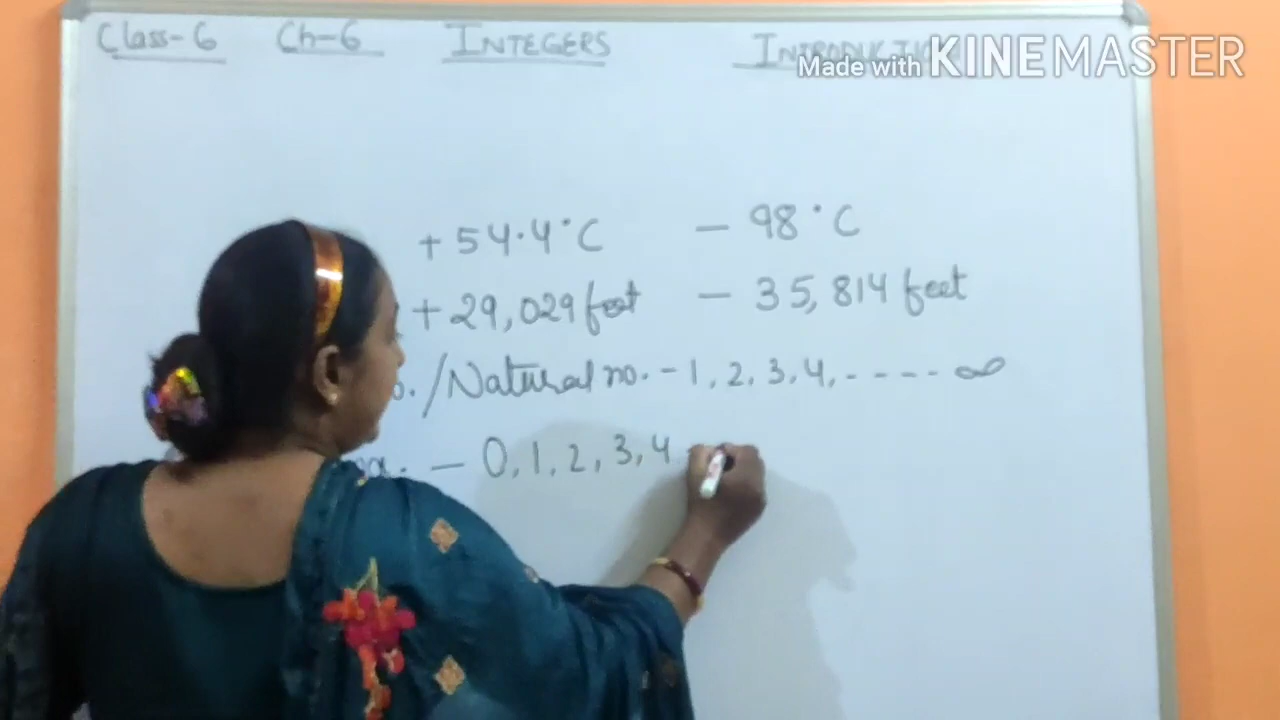 Class-6 Ch-6 INTEGERS INTRODUCTION
Made with KINEMASTER
+54.4°C - 98°C
+29,029 feet - 35,814 feet
/Natural no. - 1, 2, 3, 4, ----- ∞
- 0, 1, 2, 3, 4